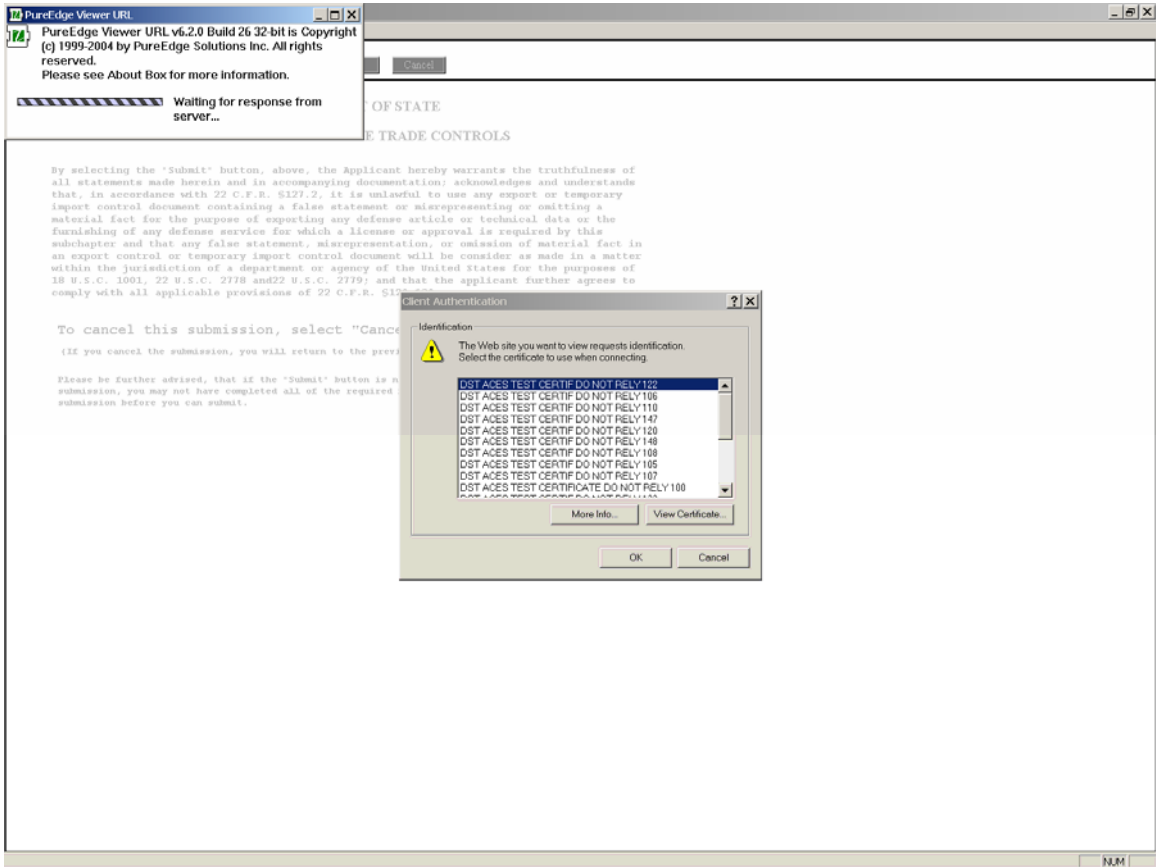 PureEdge Viewer URL
PureEdge Viewer URL v6.2.0 Build 26 32-bit is Copyright
(c) 1999-2004 by PureEdge Solutions Inc. All rights
reserved.
Please see About Box for more information.
Waiting for response from
server...
Cancel
OF STATE
E TRADE CONTROLS
By selecting the "Submit" button, above, the Applicant hereby warrants the truthfulness of
all statements made herein and in accompanying documentation; acknowledges and understands
that, in accordance with 22 C.F.R. §127.2, it is unlawful to use any export or temporary
import control document containing a false statement or misrepresenting or omitting a
material fact for the purpose of exporting any defense article or technical data or the
furnishing of any defense service for which a license or approval is required by this
subchapter and that any false statement, misrepresentation, or omission of material fact in
an export control or temporary import control document will be consider as made in a matter
within the jurisdiction of a department or agency of the United States for the purposes of
18 U.S.C. 1001, 22 U.S.C. 2778 and22 U.S.C. 2779; and that the applicant further agrees to
comply with all applicable provisions of 22 C.F.R.
To cancel this submission, select "Cance
(If you cancel the submission, you will return to the previ
Please be further advised, that if the "Submit" button is n
submission, you may not have completed all of the required
submission before you can submit.
Client Authentication
Identification
The Web site you want to view requests identification.
Select the certificate to use when connecting.
DST ACES TEST CERTIF DO NOT RELY 122
DST ACES TEST CERTIF DO NOT RELY 106
DST ACES TEST CERTIF DO NOT RELY 110
DST ACES TEST CERTIF DO NOT RELY 147
DST ACES TEST CERTIF DO NOT RELY 120
DST ACES TEST CERTIF DO NOT RELY 148
DST ACES TEST CERTIF DO NOT RELY 108
DST ACES TEST CERTIF DO NOT RELY 105
DST ACES TEST CERTIF DO NOT RELY 107
DST ACES TEST CERTIFICATE DO NOT RELY 100
More Info...
View Certificate...
OK
Cancel
NUM